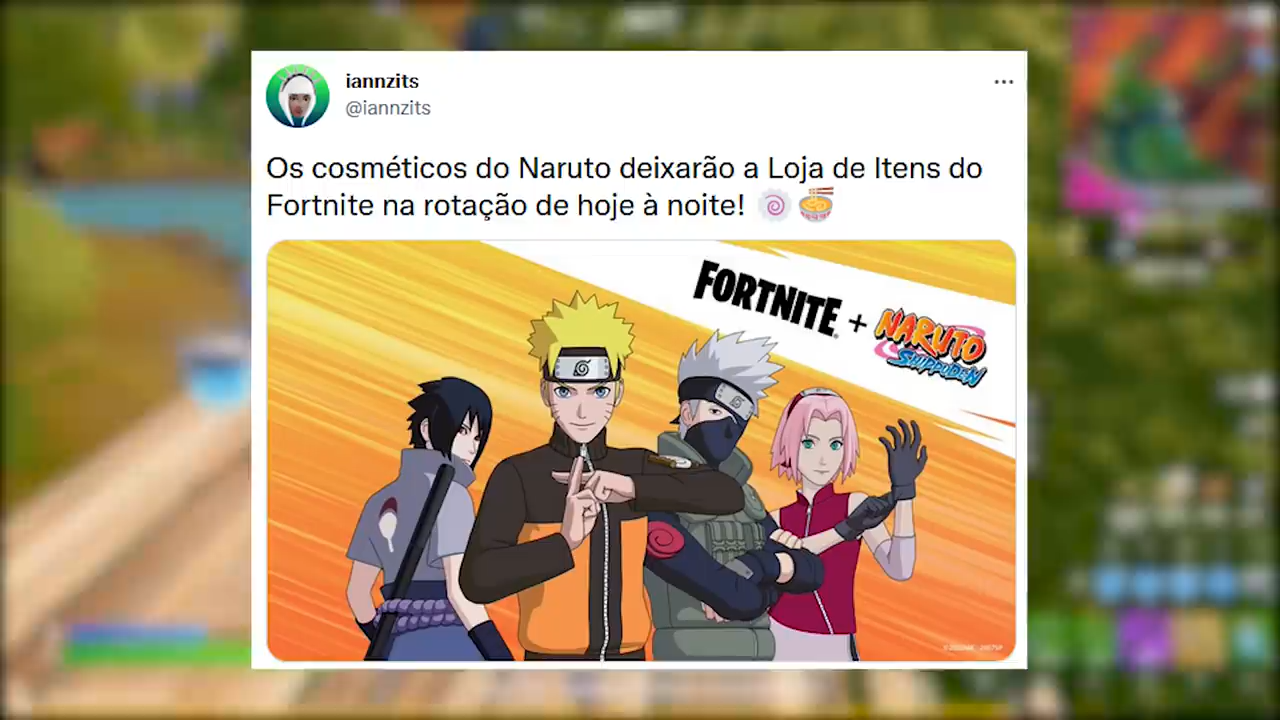 iannzits
@iannzits
Os cosméticos do Naruto deixarão a Loja de Itens do
Fortnite na rotação de hoje à noite! 🍥 🍜
FORTNITE + NARUTO
SHIPPUDEN